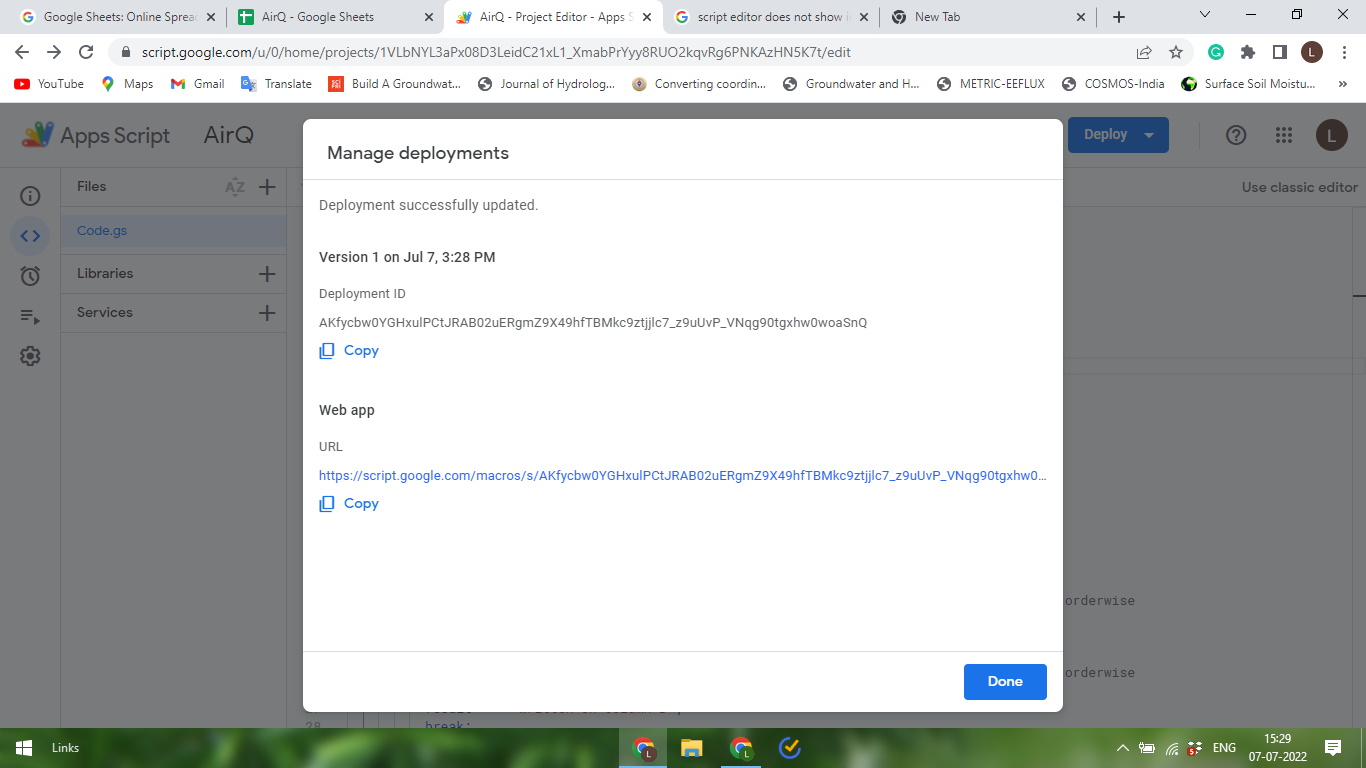 Google Sheets: Online Sprea
AirQ - Google Sheets
AirQ - Project Editor - Apps S
script editor does not show i
New Tab
script.google.com/u/0/home/projects/1VLbNYL3aPx08D3LeidC21xL1_XmabPrYyy8RUO2kqvRg6PNKAzHN5K7t/edit
L
YouTube
Maps
Gmail
Translate
Build A Groundwat...
Journal of Hydrolog...
Converting coordin...
Groundwater and H...
METRIC-EEFLUX
COSMOS-India
Surface Soil Moistu...
»
Apps Script
AirQ
Deploy
L
Manage deployments
Files
AZ
Use classic editor
Deployment successfully updated.
Code.gs
Version 1 on Jul 7, 3:28 PM
Libraries
Deployment ID
Services
AKfycbw0YGHxulPCtJRAB02uERgmZ9X49hfTBMkc9ztjjlc7_z9uUvP_VNqg90tgxhw0woaSnQ
Copy
Web app
URL
https://script.google.com/macros/s/AKfycbw0YGHxulPCtJRAB02uERgmZ9X49hfTBMkc9ztjjlc7_z9uUvP_VNqg90tgxhw0...
Copy
orderwise
orderwise
Done
28
break;
Links
L
L
5
ENG
15:29
07-07-2022